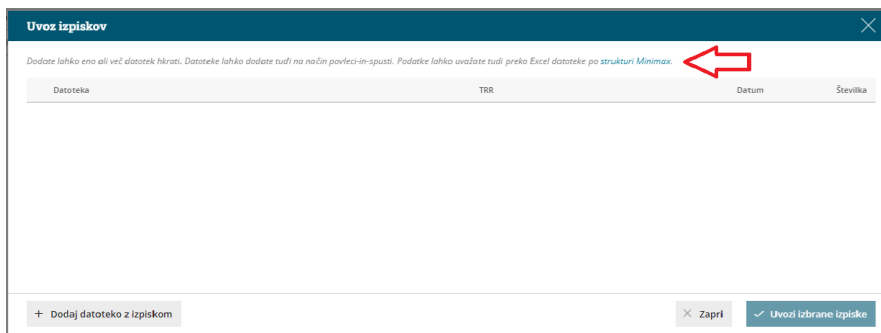 Uvoz izpiskov
Dodate lahko eno ali več datotek hkrati. Datoteke lahko dodate tudi na način povleci-in-spusti. Podatke lahko uvažate tudi preko Excel datoteke po strukturi Minimax.
Datoteka TRR Datum Številka
+ Dodaj datoteko z izpiskom Zapri Uvozi izbrane izpiske